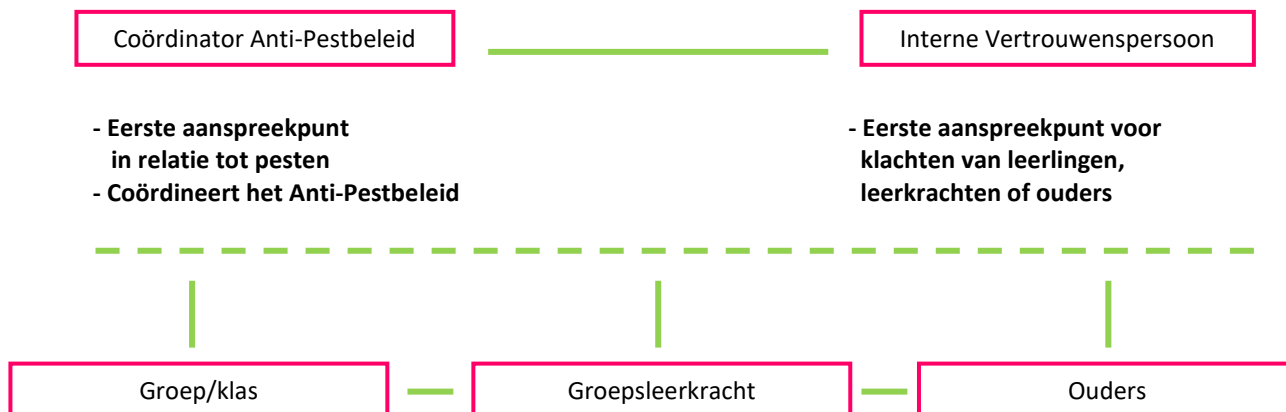 Coördinator Anti-Pestbeleid
Interne Vertrouwenspersoon
- Eerste aanspreekpunt
in relatie tot pesten
- Coördineert het Anti-Pestbeleid
- Eerste aanspreekpunt voor
klachten van leerlingen,
leerkrachten of ouders
Groep/klas
Groepsleerkracht
Ouders